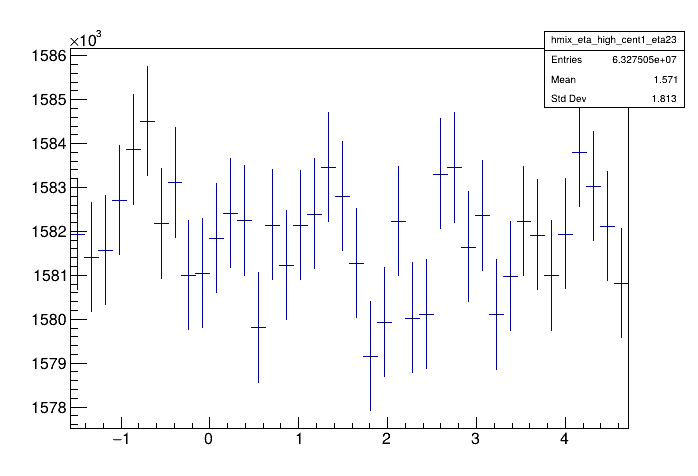 ×10³
hmix_eta_high_cent1_eta23
Entries 6.327505e+07
Mean 1.571
Std Dev 1.813
1586
1585
1584
1583
1582
1581
1580
1579
1578
−1 0 1 2 3 4